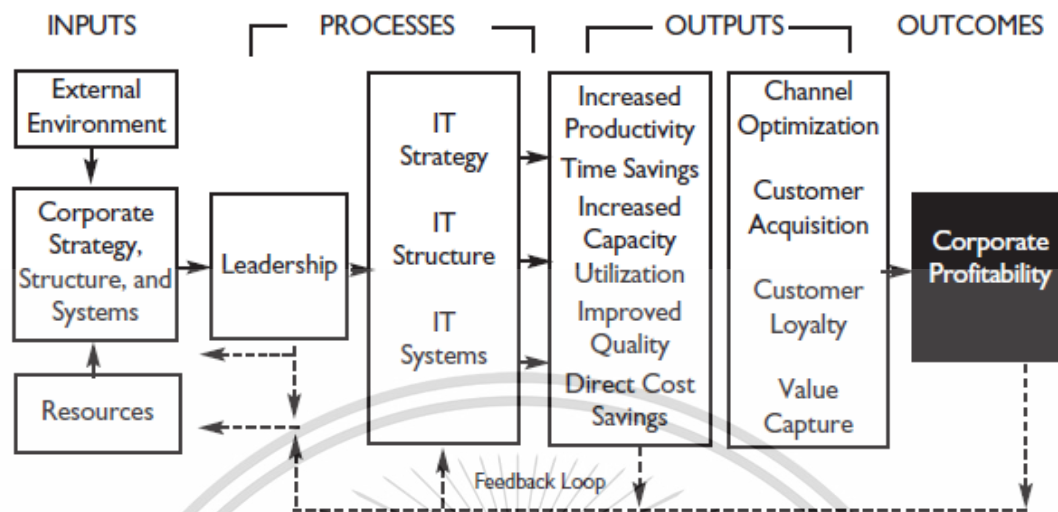 INPUTS
PROCESSES
OUTPUTS
OUTCOMES
External
Environment
Corporate
Strategy,
Structure, and
Systems
Resources
Leadership
IT
Strategy
IT
Structure
IT
Systems
Increased
Productivity
Time Savings
Increased
Capacity
Utilization
Improved
Quality
Direct Cost
Savings
Channel
Optimization
Customer
Acquisition
Customer
Loyalty
Value
Capture
Corporate
Profitability
Feedback Loop